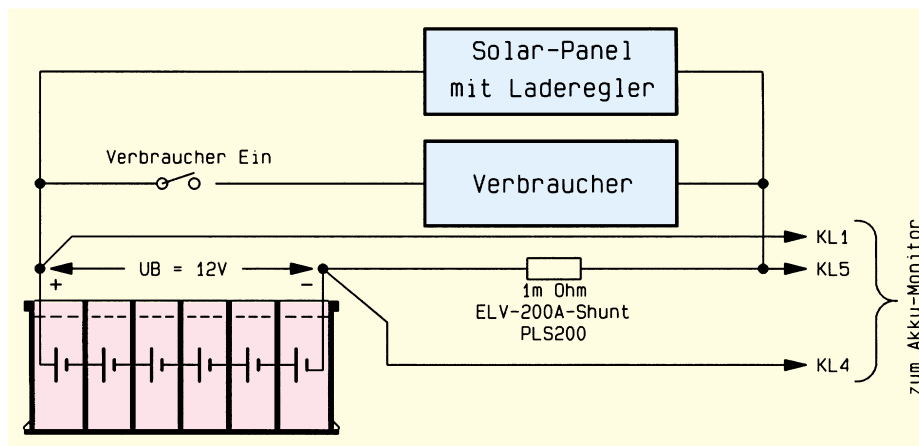 Solar-Panel
mit Laderegler
Verbraucher Ein
Verbraucher
KL1
UB = 12V
KL5
+
-
1m Ohm
ELV-200A-Shunt
PLS200
KL4
zum Akku-Monitor